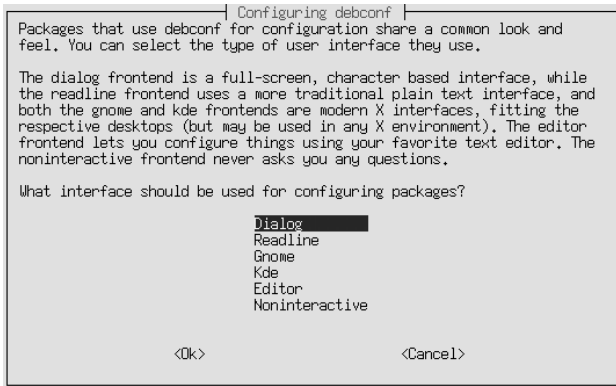 Configuring debconf
Packages that use debconf for configuration share a common look and
feel. You can select the type of user interface they use.
The dialog frontend is a full-screen, character based interface, while
the readline frontend uses a more traditional plain text interface, and
both the gnome and kde frontends are modern X interfaces, fitting the
respective desktops (but may be used in any X environment). The editor
frontend lets you configure things using your favorite text editor. The
noninteractive frontend never asks you any questions.
What interface should be used for configuring packages?
Dialog
Readline
Gnome
Kde
Editor
Noninteractive
<Ok> <Cancel>